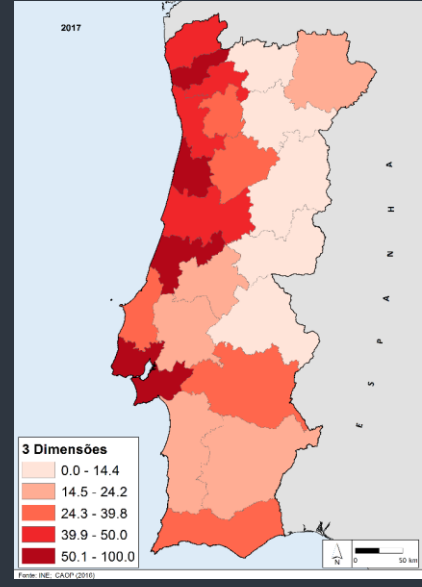 2017
ESPANHA
3 Dimensões
0.0 - 14.4
14.5 - 24.2
24.3 - 39.8
39.9 - 50.0
50.1 - 100.0
N
0 50 km
Fonte: INE; CAOP (2016)